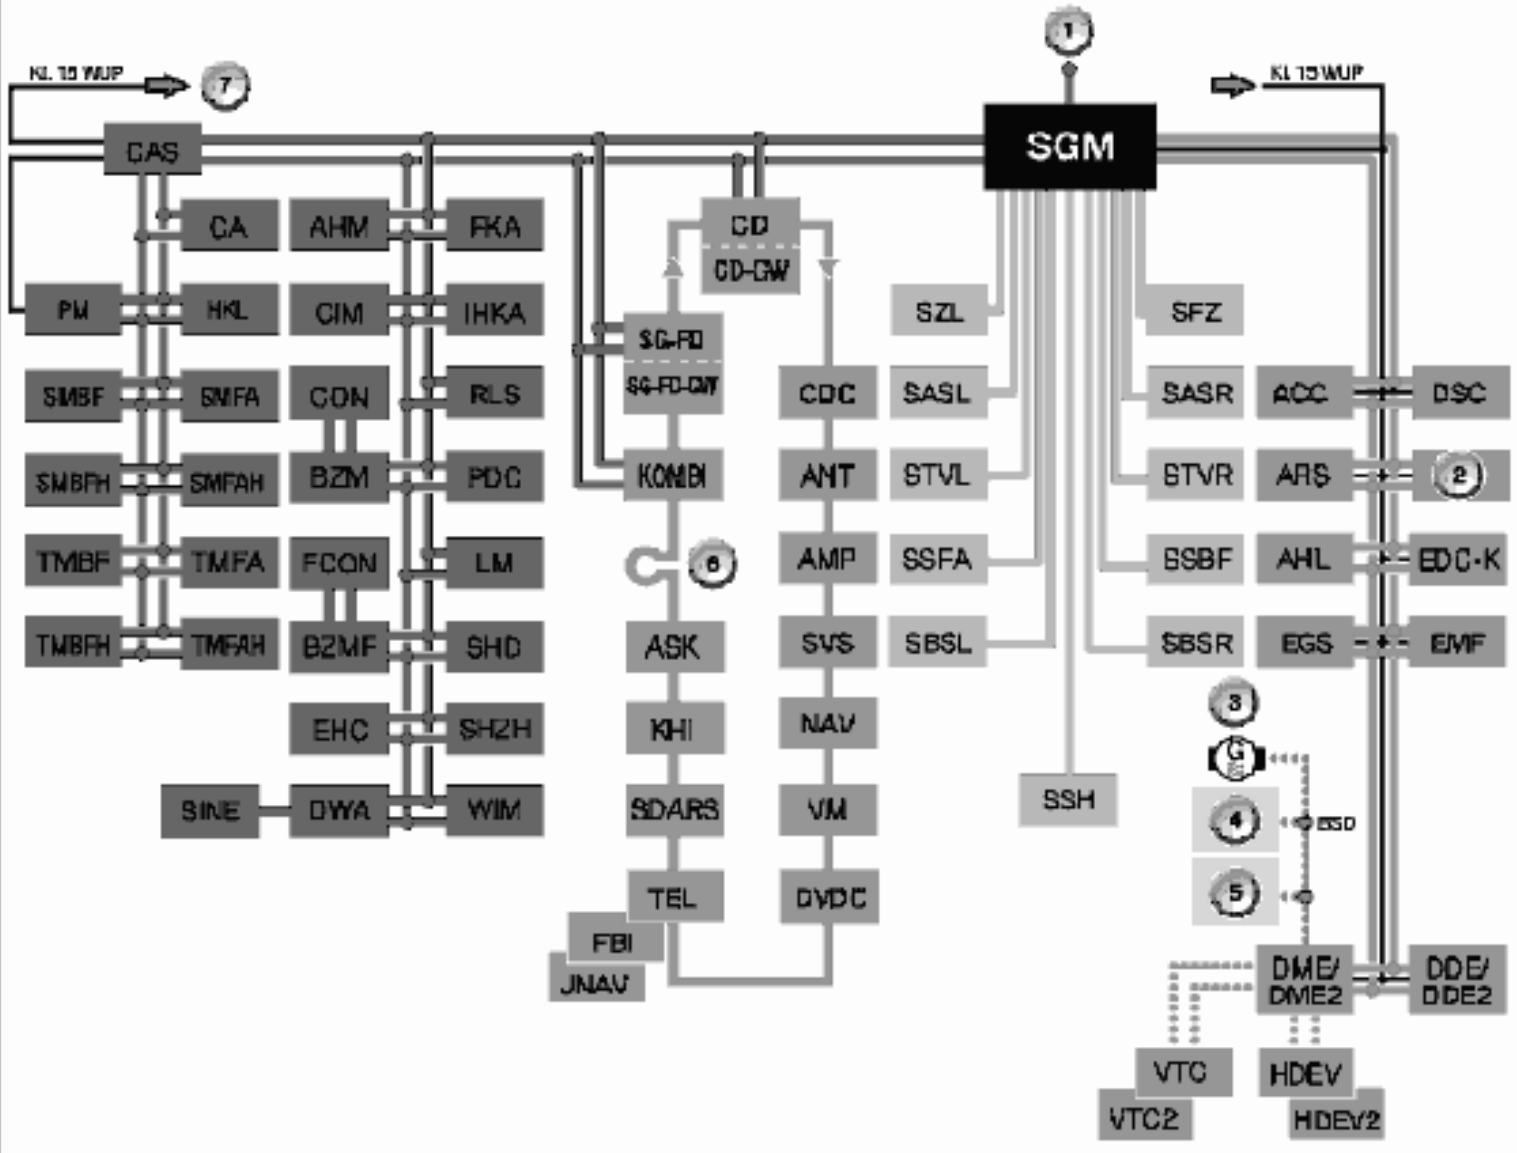 1
KL 15 WUP
7
KL 15 WUP
CAS
SGM
CA
AHM
FKA
CD
CD-GW
PM
HKL
CIM
IHKA
SG-FD
SG-FD-GW
SZL
SFZ
SMBF
SMFA
CON
RLS
CDC
SASL
SASR
ACC
DSC
SMBFH
SMFAH
BZM
PDC
KOMBI
ANT
STVL
STVR
ARS
2
TMBF
TMFA
FCON
LM
6
AMP
SSFA
SSBF
AHL
EDC-K
TMBFH
TMFAH
BZMF
SHD
ASK
SVS
SBSL
SBSR
EGS
EMF
3
EHC
SHZH
KHI
NAV
G
SINE
DWA
WIM
SDARS
VM
SSH
4
BSD
TEL
DVDC
5
FBI
JNAV
DME/
DME2
DDE/
DDE2
VTC
HDEV
VTC2
HDEV2